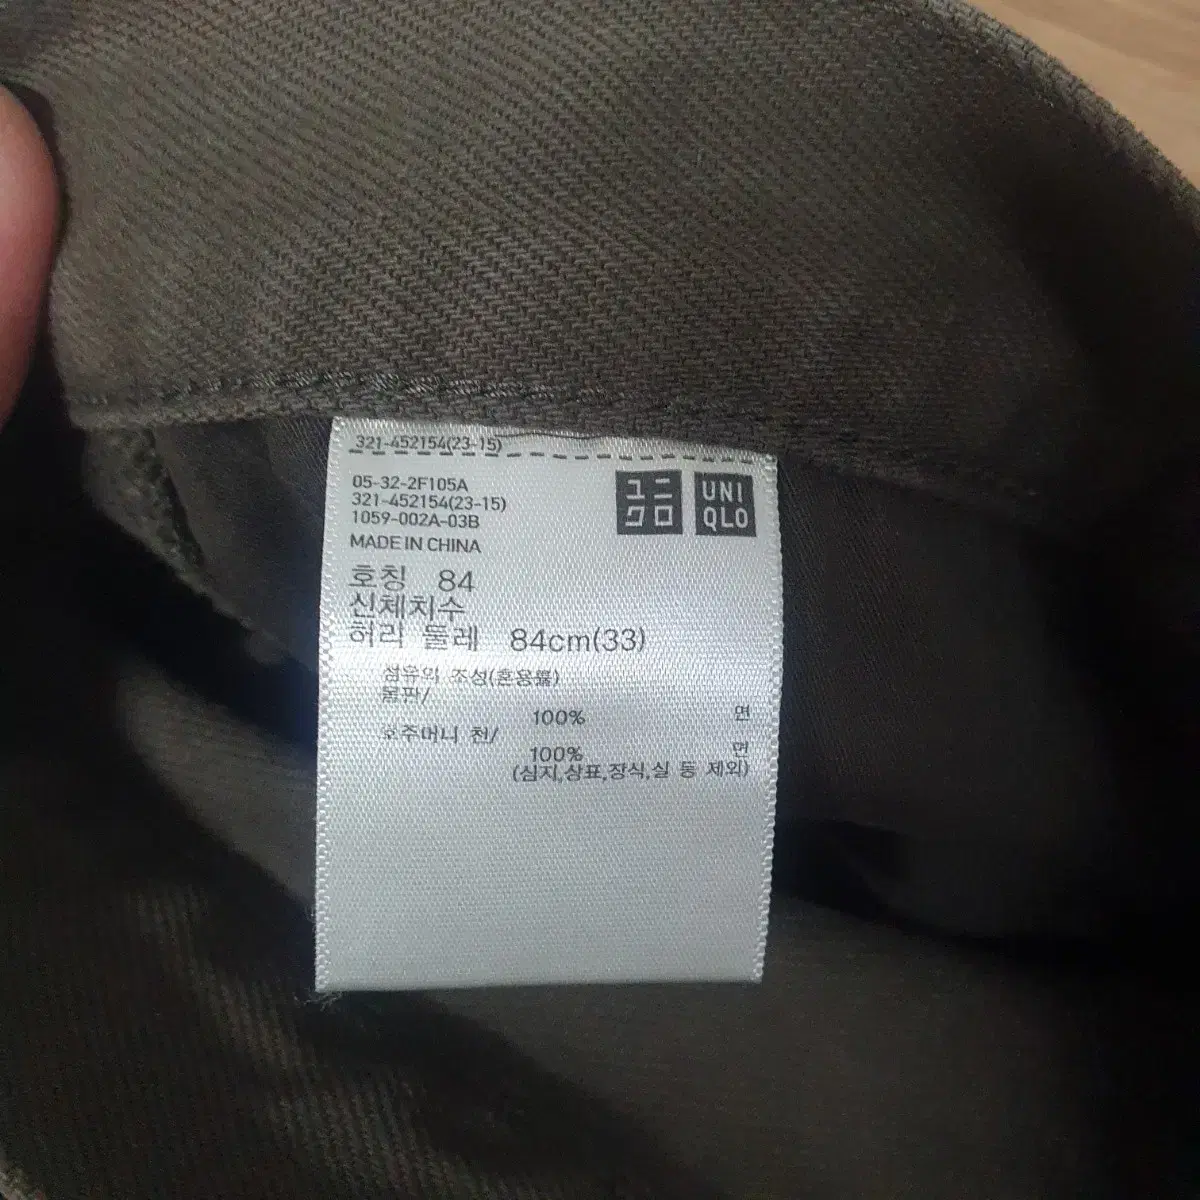 321-452154(23-15)
05-32-2F105A
321-452154(23-15)
1059-002A-03B
MADE IN CHINA
ユニ
クロ
UNI
QLO
호칭 84
신체치수
허리 둘레 84cm(33)
섬유의 조성(혼용률)
몸판/
100% 면
호주머니 천/
100% 면
(심지,상표,장식,실 등 제외)